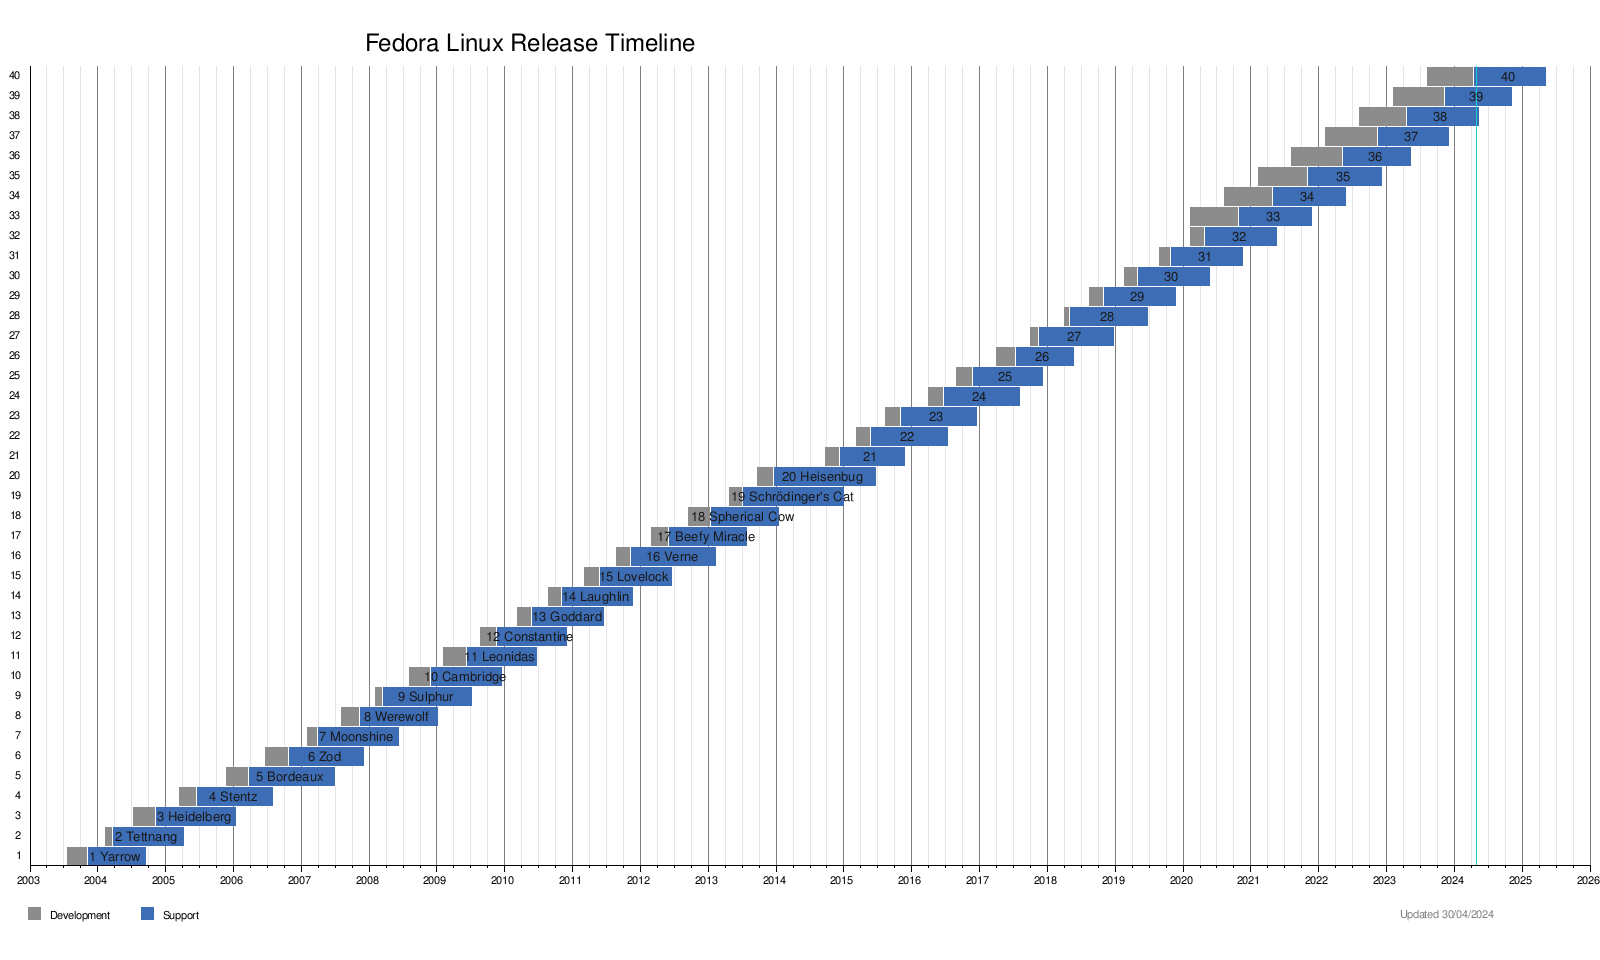 Fedora Linux Release Timeline
40 40
39 39
38 38
37 37
36 36
35 35
34 34
33 33
32 32
31 31
30 30
29 29
28 28
27 27
26 26
25 25
24 24
23 23
22 22
21 21
20 20 Heisenbug
19 19 Schrödinger's Cat
18 18 Spherical Cow
17 17 Beefy Miracle
16 16 Verne
15 15 Lovelock
14 14 Laughlin
13 13 Goddard
12 12 Constantine
11 11 Leonidas
10 10 Cambridge
9 9 Sulphur
8 8 Werewolf
7 7 Moonshine
6 6 Zod
5 5 Bordeaux
4 4 Stentz
3 3 Heidelberg
2 2 Tettnang
1 1 Yarrow
2003 2004 2005 2006 2007 2008 2009 2010 2011 2012 2013 2014 2015 2016 2017 2018 2019 2020 2021 2022 2023 2024 2025 2026
Development Support Updated 30/04/2024